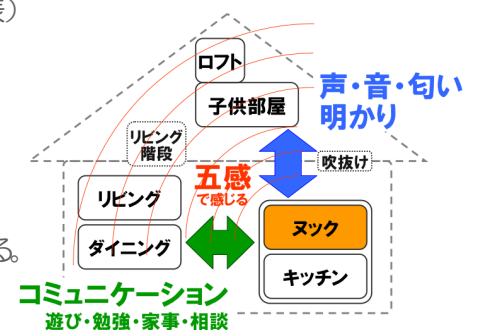 表）
ロフト
子供部屋
声・音・匂い
明かり
リビング
階段
吹抜け
五感
で感じる
リビング
ヌック
ダイニング
る。
キッチン
コミュニケーション
遊び・勉強・家事・相談